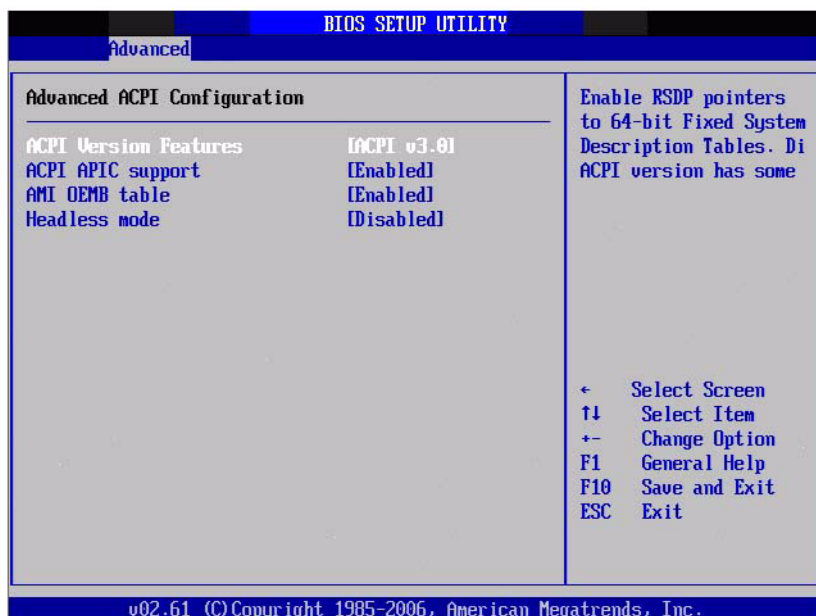 BIOS SETUP UTILITY
Advanced
Advanced ACPI Configuration
ACPI Version Features [ACPI v3.0]
ACPI APIC support [Enabled]
AMI OEMB table [Enabled]
Headless mode [Disabled]
Enable RSDP pointers
to 64-bit Fixed System
Description Tables. Di
ACPI version has some
← Select Screen
↑↓ Select Item
+- Change Option
F1 General Help
F10 Save and Exit
ESC Exit
v02.61 (C)Copyright 1985-2006, American Megatrends, Inc.